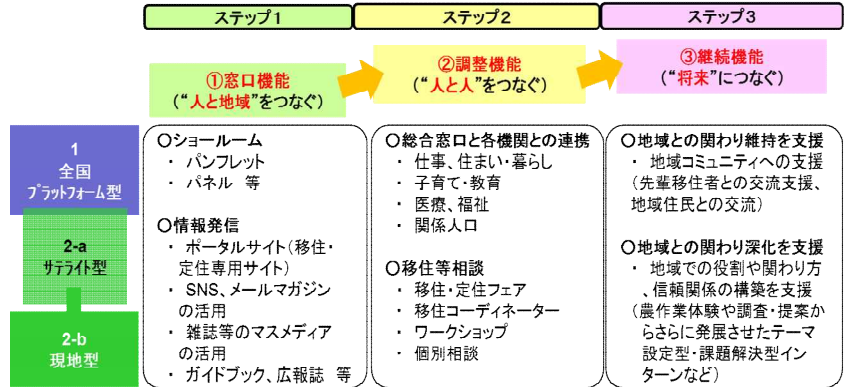 ステップ1
ステップ2
ステップ3
①窓口機能
(“人と地域”をつなぐ)
②調整機能
(“人と人”をつなぐ)
③継続機能
(“将来”につなぐ)
1
全国
プラットフォーム型
2-a
サテライト型
2-b
現地型
○ショールーム
・ パンフレット
・ パネル 等
○情報発信
・ ポータルサイト(移住・
定住専用サイト)
・ SNS、メールマガジン
の活用
・ 雑誌等のマスメディア
の活用
・ ガイドブック、広報誌 等
○総合窓口と各機関との連携
・ 仕事、住まい・暮らし
・ 子育て・教育
・ 医療、福祉
・ 関係人口
○移住等相談
・ 移住・定住フェア
・ 移住コーディネーター
・ ワークショップ
・ 個別相談
○地域との関わり維持を支援
・ 地域コミュニティへの支援
(先輩移住者との交流支援、
地域住民との交流)
○地域との関わり深化を支援
・ 地域での役割や関わり方
、信頼関係の構築を支援
(農作業体験や調査・提案か
らさらに発展させたテーマ
設定型・課題解決型イン
ターンなど)